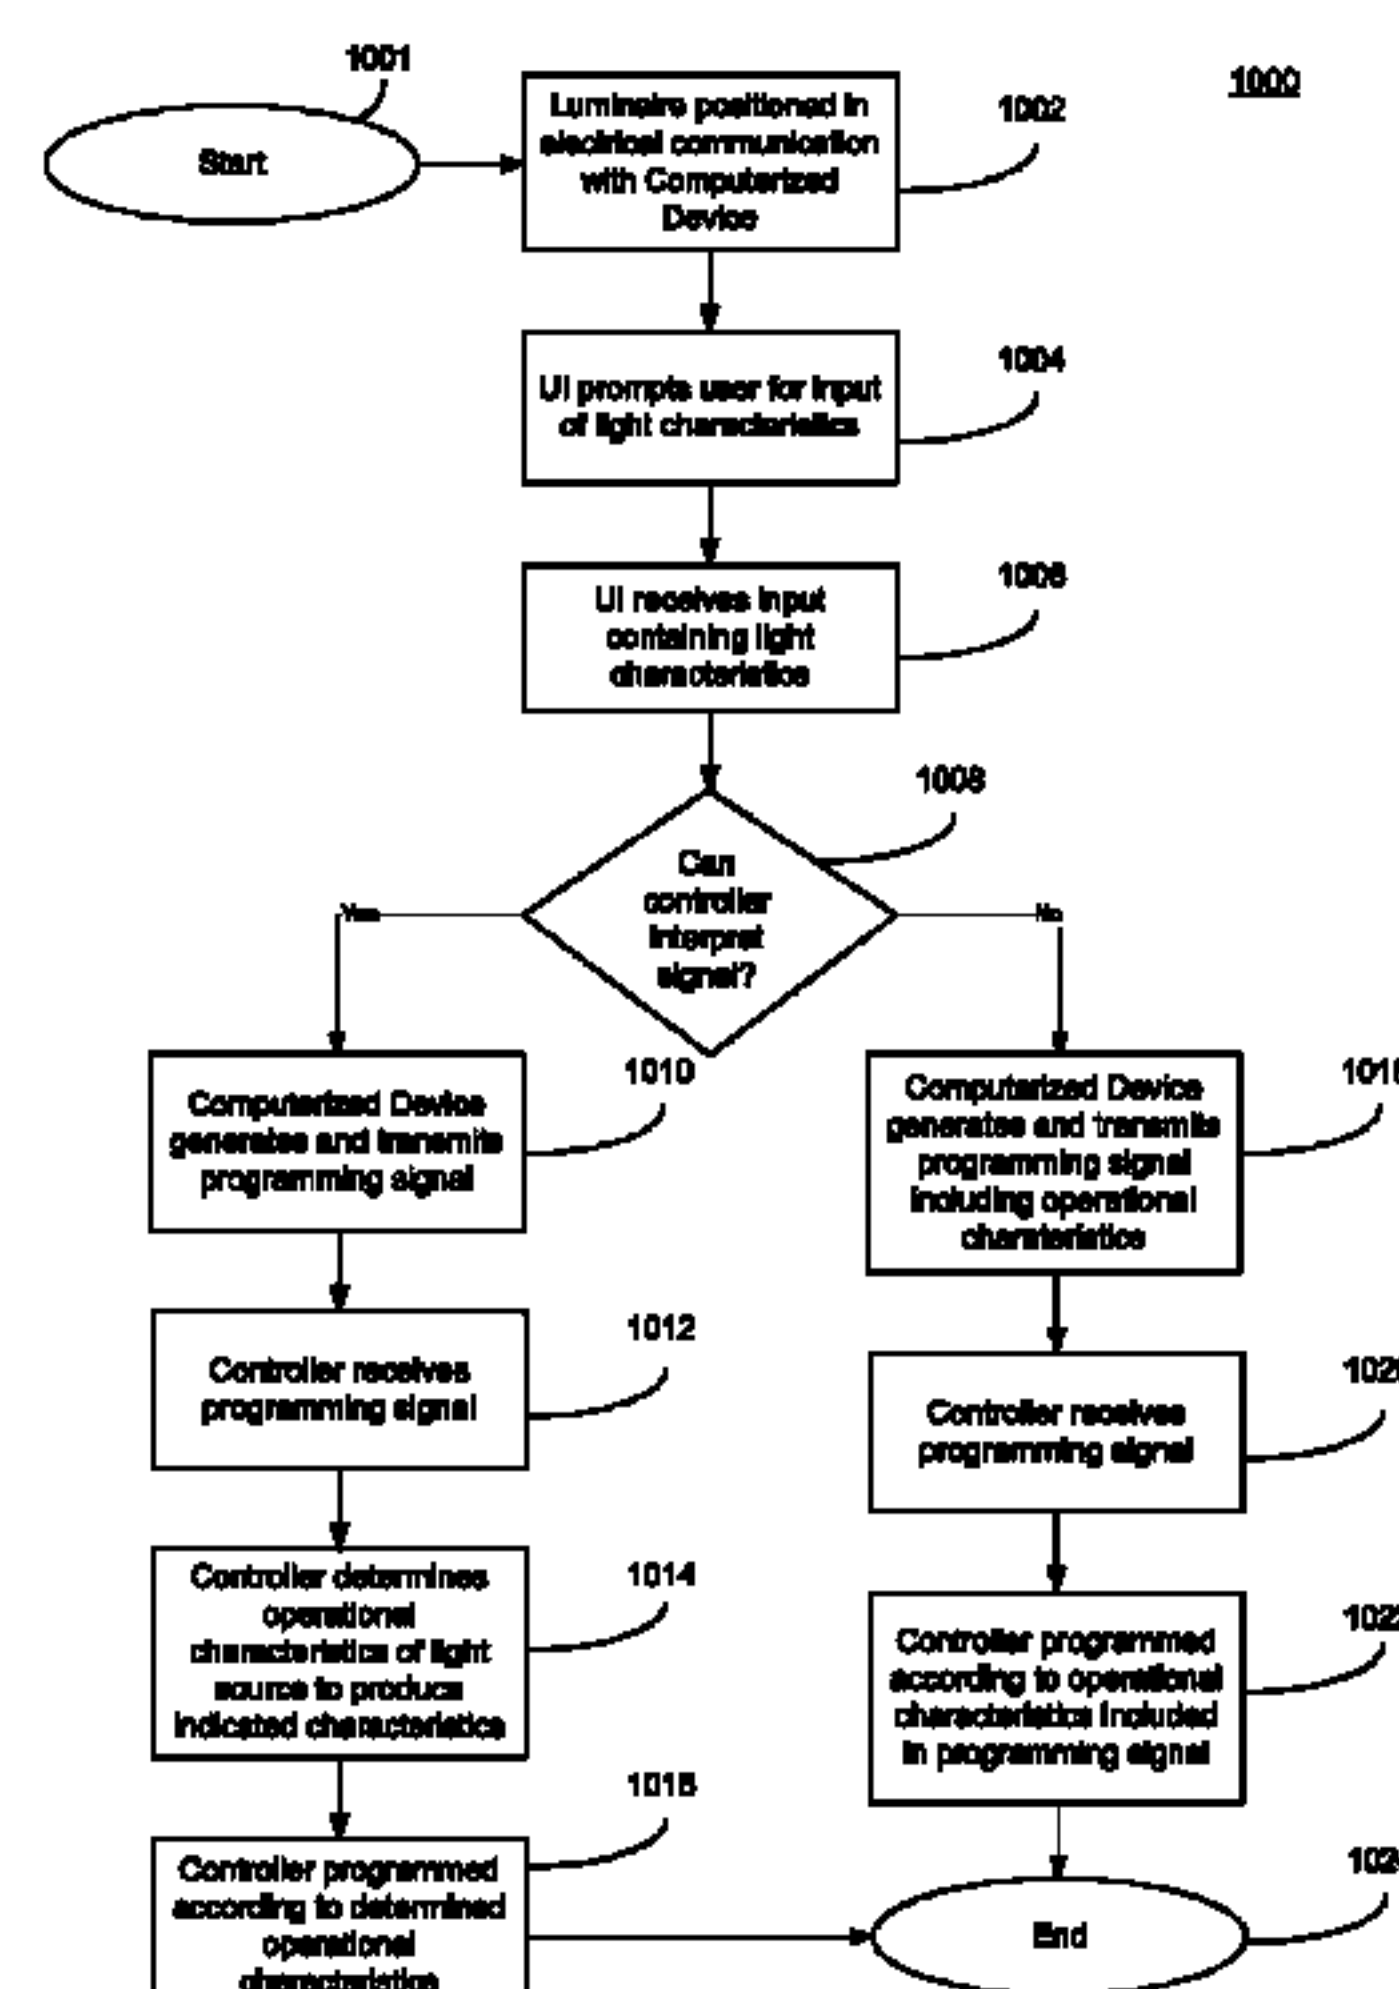 1001
1000
Start
Luminaire positioned in
electrical communication
with Computerized
Device
1002
UI prompts user for input
of light characteristics
1004
UI receives input
containing light
characteristics
1006
Can
controller
interpret
signal?
1008
Yes
No
Computerized Device
generates and transmits
programming signal
1010
Computerized Device
generates and transmits
programming signal
including operational
charateristics
Controller receives
programming signal
1012
Controller receives
programming signal
Controller determines
operational
characteristics of light
source to produce
indicated characteristics
1014
Controller programmed
according to operational
characteristics included
in programming signal
Controller programmed
according to determined
operational
characteristics
1016
End